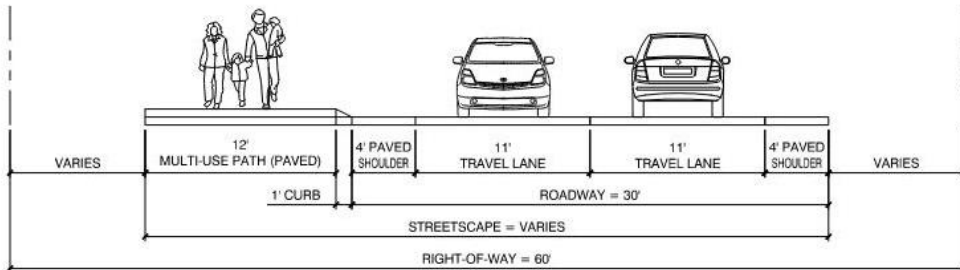 VARIES
12'
MULTI-USE PATH (PAVED)
4' PAVED
SHOULDER
11'
TRAVEL LANE
11'
TRAVEL LANE
4' PAVED
SHOULDER
VARIES
1' CURB
ROADWAY = 30'
STREETSCAPE = VARIES
RIGHT-OF-WAY = 60'